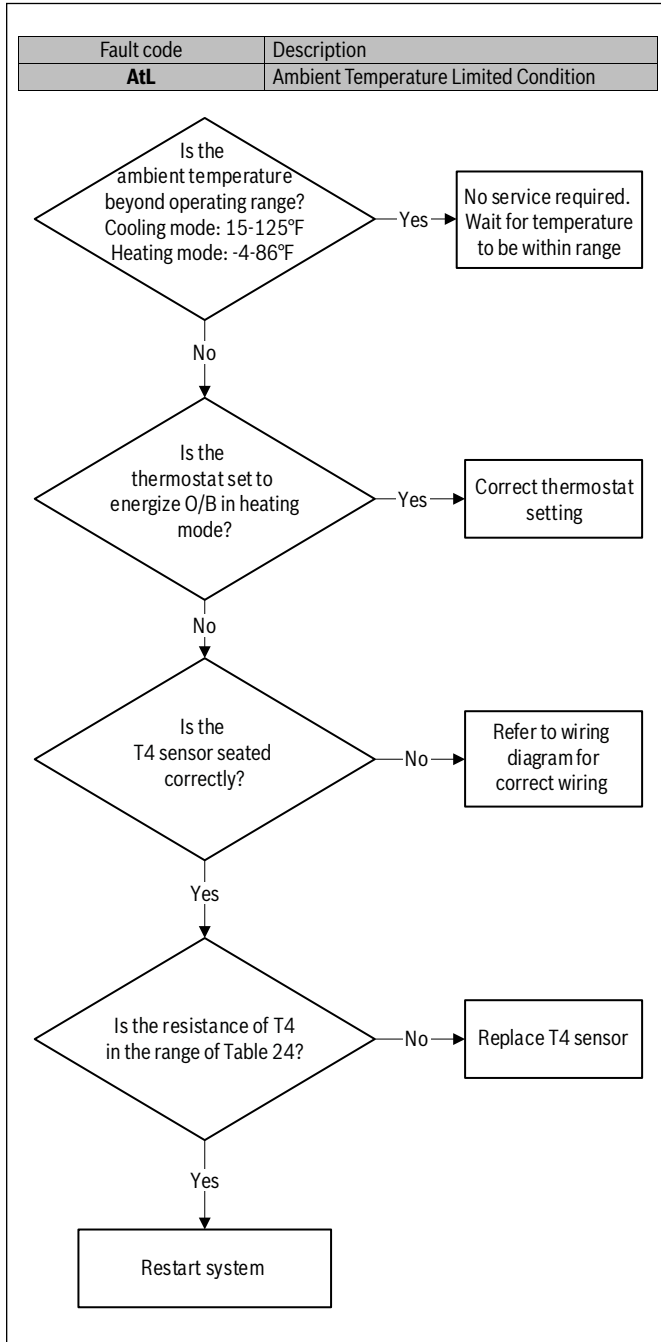 Fault code Description
AtL Ambient Temperature Limited Condition
Is the
ambient temperature
beyond operating range?
Cooling mode: 15-125°F
Heating mode: -4-86°F
Yes
No service required.
Wait for temperature
to be within range
No
Is the
thermostat set to
energize O/B in heating
mode?
Yes
Correct thermostat
setting
No
Is the
T4 sensor seated
correctly?
No
Refer to wiring
diagram for
correct wiring
Yes
Is the resistance of T4
in the range of Table 24?
No
Replace T4 sensor
Yes
Restart system